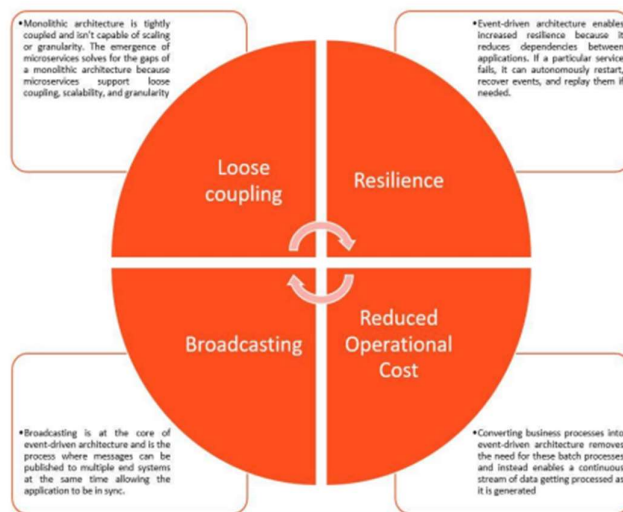 •Monolithic architecture is tightly
coupled and isn't capable of scaling
or granularity. The emergence of
microservices solves for the gaps of
a monolithic architecture because
microservices support loose
coupling, scalability, and granularity
•Event-driven architecture enables
increased resilience because it
reduces dependencies between
applications. If a particular service
fails, it can autonomously restart,
recover events, and replay them if
needed.
Loose
coupling
Resilience
Broadcasting
Reduced
Operational
Cost
•Broadcasting is at the core of
event-driven architecture and is the
process where messages can be
published to multiple end systems
at the same time allowing the
application to be in sync.
•Converting business processes into
event-driven architecture removes
the need for these batch processes
and instead enables a continuous
stream of data getting processed as
it is generated